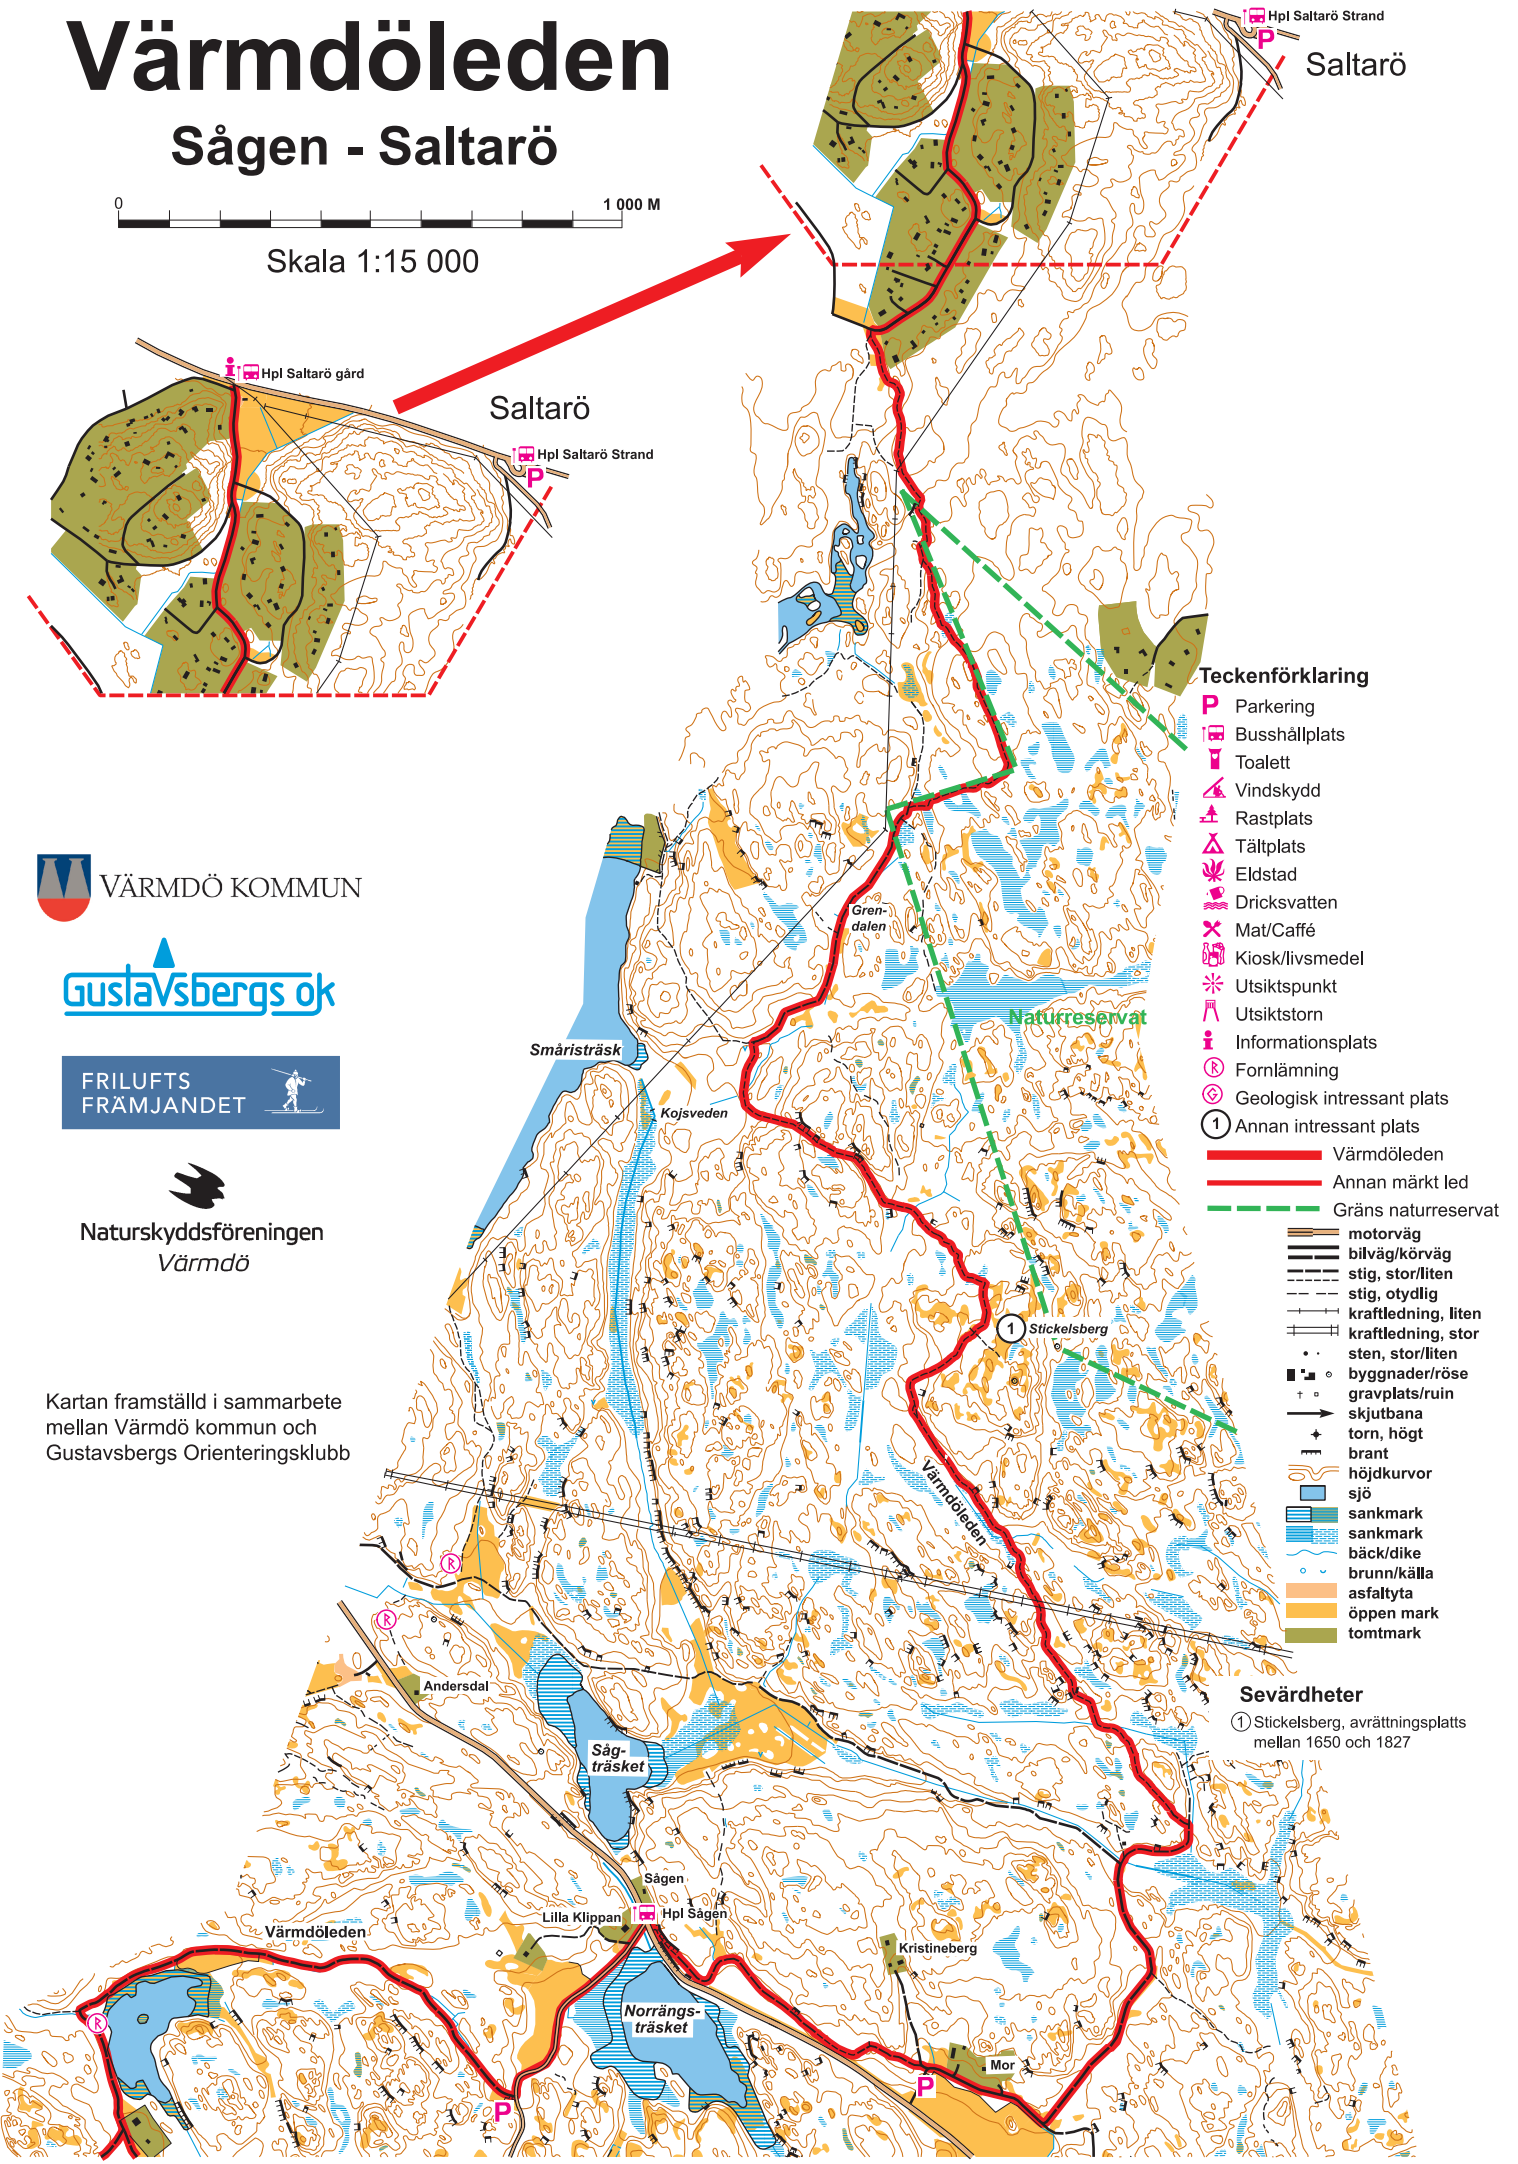 Värmdöleden
Sågen - Saltarö
0
1 000 M
Skala 1:15 000
Hpl Saltarö Strand
P
Saltarö
Hpl Saltarö gård
Saltarö
Hpl Saltarö Strand
P
VÄRMDÖ KOMMUN
Gustavsbergs ok
FRILUFTS
FRÄMJANDET
Naturskyddsföreningen
Värmdö
Kartan framställd i sammarbete
mellan Värmdö kommun och
Gustavsbergs Orienteringsklubb
Gren-
dalen
Naturreservat
Småristräsk
Kojsveden
1
Stickelsberg
Värmdöleden
R
R
Andersdal
Såg-
träsket
Sågen
Lilla Klippan
Hpl Sågen
Värmdöleden
Kristineberg
R
Norrängs-
träsket
Mor
P
P
Teckenförklaring
P Parkering
Busshållplats
Toalett
Vindskydd
Rastplats
Tältplats
Eldstad
Dricksvatten
Mat/Caffé
Kiosk/livsmedel
Utsiktspunkt
Utsiktstorn
Informationsplats
R Fornlämning
G Geologisk intressant plats
1 Annan intressant plats
Värmdöleden
Annan märkt led
Gräns naturreservat
motorväg
bilväg/körväg
stig, stor/liten
stig, otydlig
kraftledning, liten
kraftledning, stor
sten, stor/liten
byggnader/röse
gravplats/ruin
skjutbana
torn, högt
brant
höjdkurvor
sjö
sankmark
sankmark
bäck/dike
brunn/källa
asfaltyta
öppen mark
tomtmark
Sevärdheter
1 Stickelsberg, avrättningsplatts
mellan 1650 och 1827